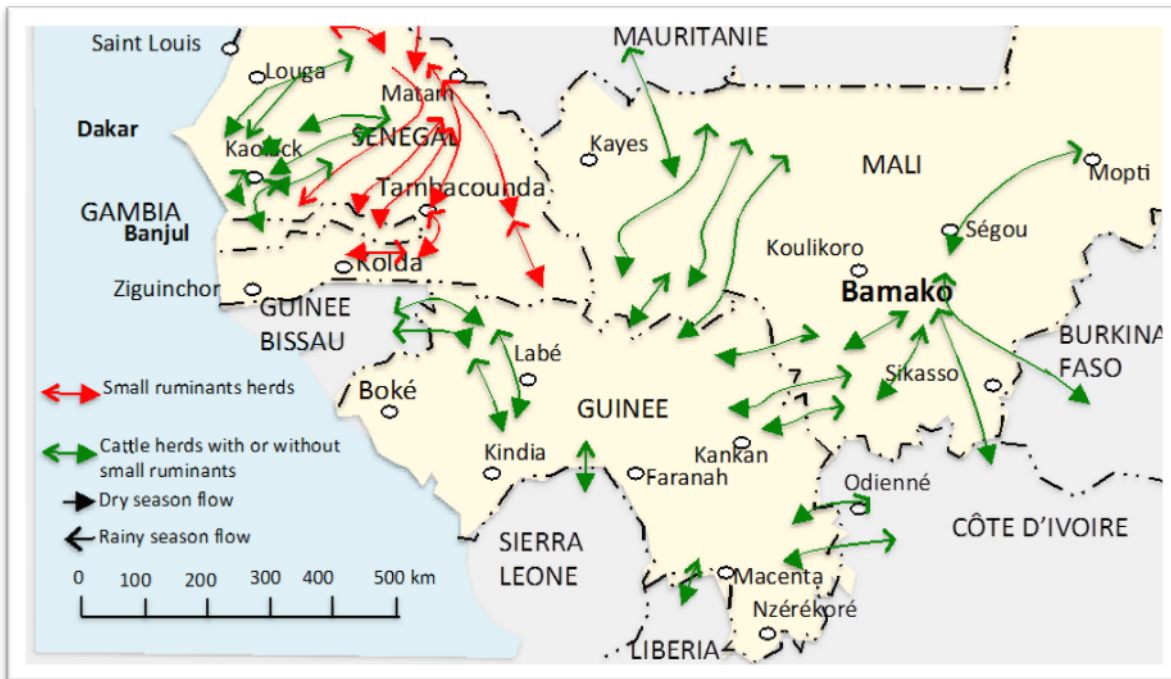 MAURITANIE
Saint Louis
Louga
Matam
Dakar
SENEGAL
Kayes
MALI
Kaolack
Mopti
Tambacounda
GAMBIA
Banjul
Ségou
Koulikoro
Kolda
Ziguinchor
Bamako
GUINEE
BISSAU
BURKINA
FASO
Labé
Sikasso
Small ruminants herds
Boké
GUINEE
Cattle herds with or without
small ruminants
Kindia
Kankan
Faranah
Dry season flow
Odienné
CÔTE D'IVOIRE
Rainy season flow
SIERRA
LEONE
0 100 200 300 400 500 km
Macenta
Nzérékoré
LIBERIA